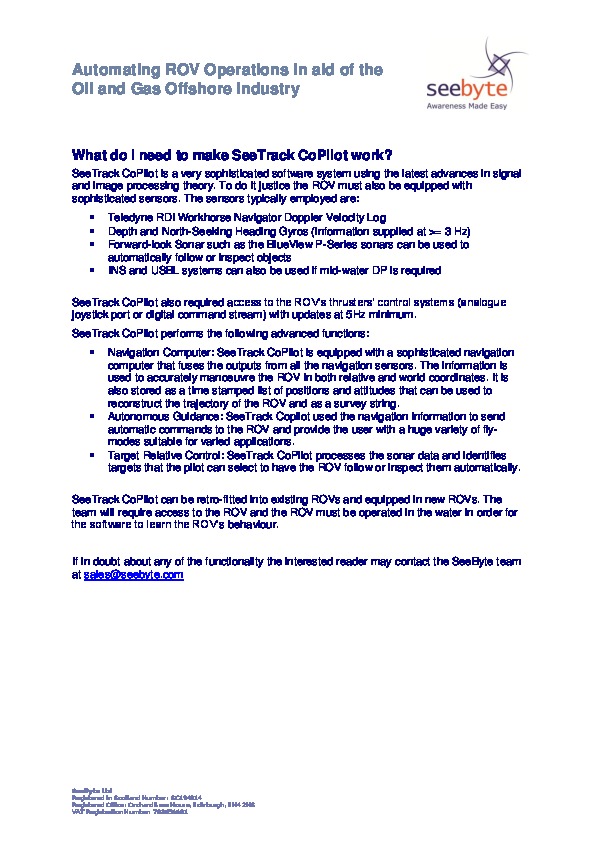 Automating ROV Operations in aid of the
Oil and Gas Offshore Industry
seebyte
Awareness Made Easy
What do I need to make SeeTrack CoPilot work?
SeeTrack CoPilot is a very sophisticated software system using the latest advances in signal
and image processing theory. To do it justice the ROV must also be equipped with
sophisticated sensors. The sensors typically employed are:
▪ Teledyne RDI Workhorse Navigator Doppler Velocity Log
▪ Depth and North-Seeking Heading Gyros (information supplied at >= 3 Hz)
▪ Forward-look Sonar such as the BlueView P-Series sonars can be used to
automatically follow or inspect objects
▪ INS and USBL systems can also be used if mid-water DP is required
SeeTrack CoPilot also required access to the ROV's thrusters' control systems (analogue
joystick port or digital command stream) with updates at 5Hz minimum.
SeeTrack CoPilot performs the following advanced functions:
▪ Navigation Computer: SeeTrack CoPilot is equipped with a sophisticated navigation
computer that fuses the outputs from all the navigation sensors. The information is
used to accurately manoeuvre the ROV in both relative and world coordinates. It is
also stored as a time stamped list of positions and attitudes that can be used to
reconstruct the trajectory of the ROV and as a survey string.
▪ Autonomous Guidance: SeeTrack Copilot used the navigation information to send
automatic commands to the ROV and provide the user with a huge variety of fly-
modes suitable for varied applications.
▪ Target Relative Control: SeeTrack CoPilot processes the sonar data and identifies
targets that the pilot can select to have the ROV follow or inspect them automatically.
SeeTrack CoPilot can be retro-fitted into existing ROVs and equipped in new ROVs. The
team will require access to the ROV and the ROV must be operated in the water in order for
the software to learn the ROV's behaviour.
If in doubt about any of the functionality the interested reader may contact the SeeByte team
at sales@seebyte.com
SeeByte Ltd
Registered in Scotland Number:
Registered Office: Orchard Brae House, Edinburgh, EH4 2HS
VAT Registration Number: